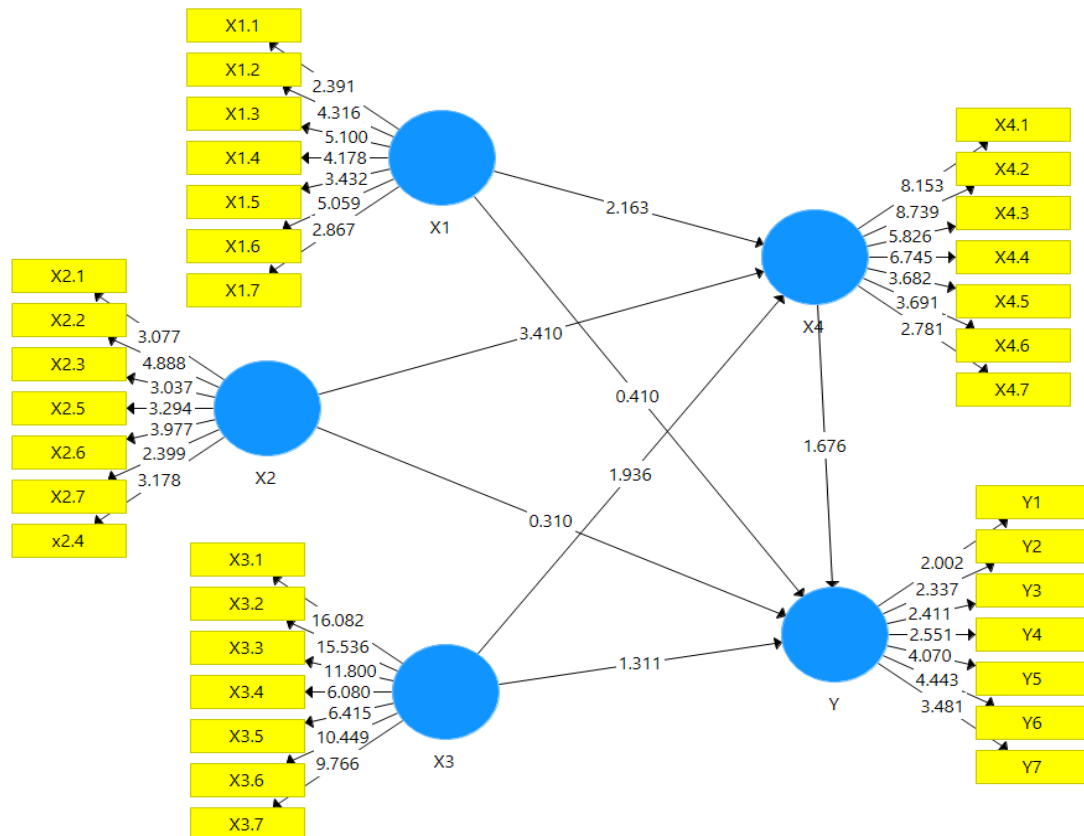 X1.1
X1.2
X1.3
X1.4
X1.5
X1.6
X1.7
2.391
4.316
5.100
4.178
3.432
5.059
2.867
X1
X2.1
X2.2
X2.3
X2.5
X2.6
X2.7
x2.4
3.077
4.888
3.037
3.294
3.977
2.399
3.178
X2
X3.1
X3.2
X3.3
X3.4
X3.5
X3.6
X3.7
16.082
15.536
11.800
6.080
6.415
10.449
9.766
X3
2.163
3.410
0.410
1.936
1.676
0.310
1.311
X4
8.153
8.739
5.826
6.745
3.682
3.691
2.781
X4.1
X4.2
X4.3
X4.4
X4.5
X4.6
X4.7
Y
2.002
2.337
2.411
2.551
4.070
4.443
3.481
Y1
Y2
Y3
Y4
Y5
Y6
Y7